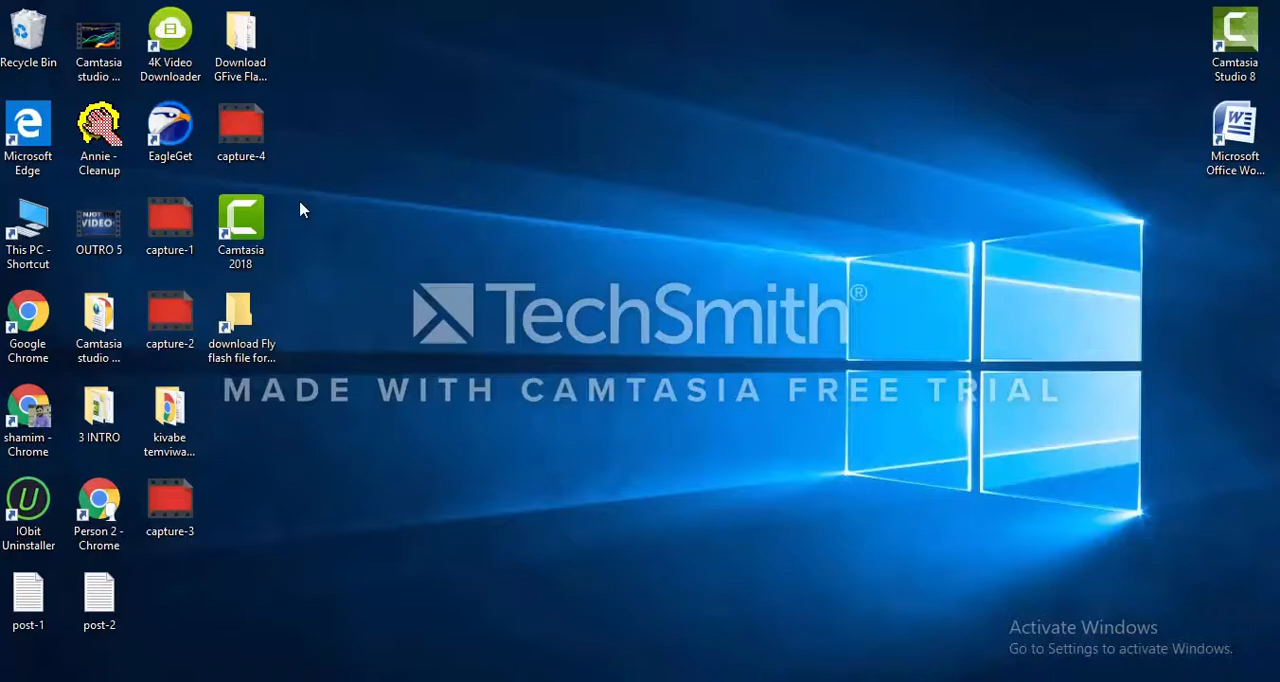 Recycle Bin
Camtasia
studio ...
4K Video
Downloader
Download
GFive Fla...
Camtasia
Studio 8
Microsoft
Edge
Annie -
Cleanup
EagleGet
capture-4
Microsoft
Office Wo...
This PC -
Shortcut
NJOY THE
VIDEO
OUTRO 5
capture-1
Camtasia
2018
TechSmith®
MADE WITH CAMTASIA FREE TRIAL
Google
Chrome
Camtasia
studio ...
capture-2
download Fly
flash file for...
shamim -
Chrome
3 INTRO
kivabe
temviwa...
IObit
Uninstaller
Person 2 -
Chrome
capture-3
post-1
post-2
Activate Windows
Go to Settings to activate Windows.